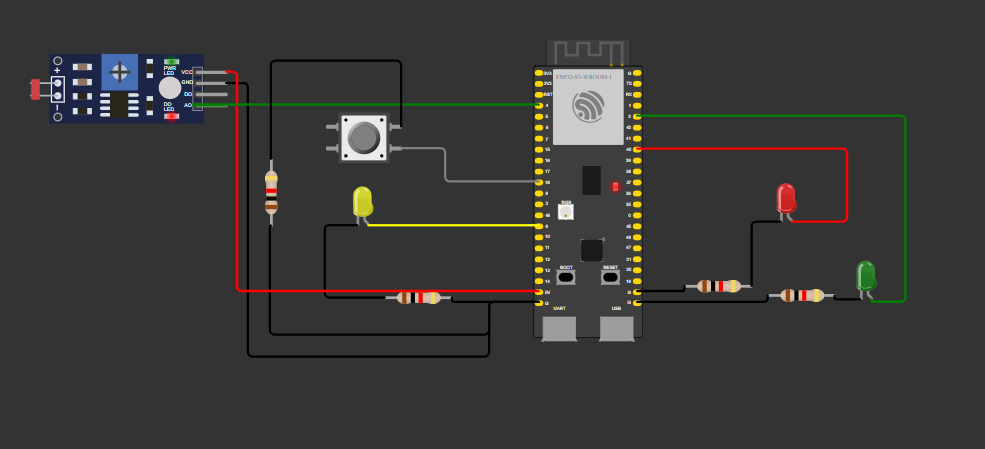 +
PWR
LED
VCC
GND
DO
AO
DO
LED
ESP32-S3-WROOM-1
3V3
3V3
RST
4
5
6
7
15
16
17
18
8
3
46
9
10
11
12
13
14
5V
G
G
TX
RX
1
2
42
41
40
39
38
37
36
35
0
45
48
47
21
20
19
G
G
RGB
BOOT
RESET
UART
USB